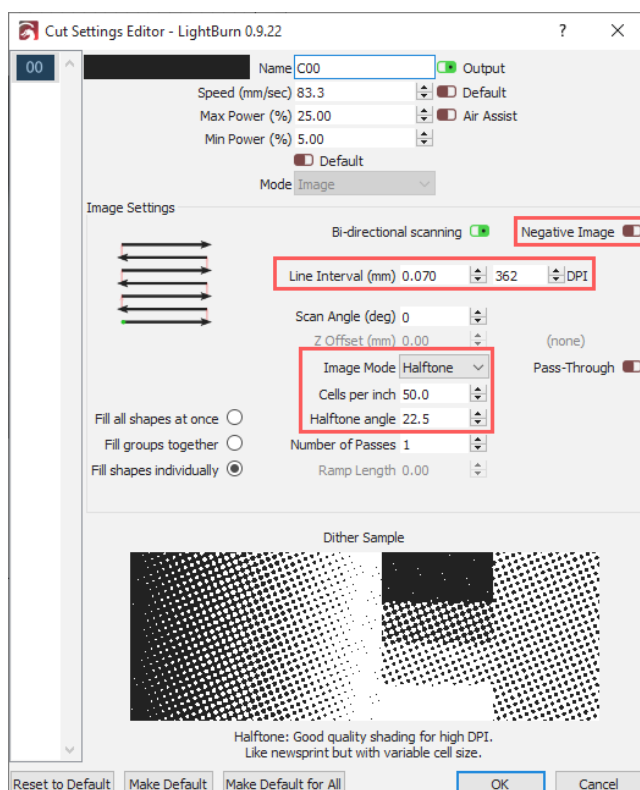 Cut Settings Editor - LightBurn 0.9.22 ? X
00
Name C00 Output
Speed (mm/sec) 83.3 Default
Max Power (%) 25.00 Air Assist
Min Power (%) 5.00
Default
Mode Image
Image Settings
Bi-directional scanning Negative Image
Line Interval (mm) 0.070 362 DPI
Scan Angle (deg) 0
Z Offset (mm) 0.00 (none)
Image Mode Halftone Pass-Through
Cells per inch 50.0
Fill all shapes at once Halftone angle 22.5
Fill groups together Number of Passes 1
Fill shapes individually Ramp Length 0.00
Dither Sample
Halftone: Good quality shading for high DPI.
Like newsprint but with variable cell size.
Reset to Default Make Default Make Default for All OK Cancel